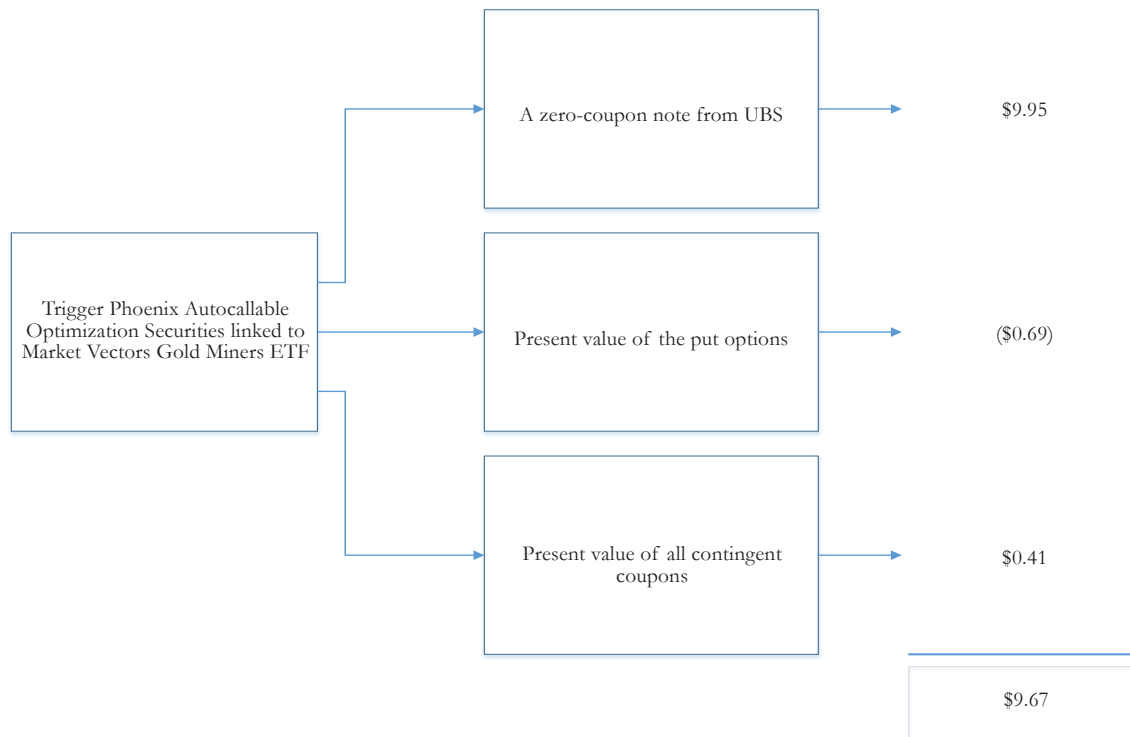 A zero-coupon note from UBS
$9.95
Trigger Phoenix Autocallable
Optimization Securities linked to
Market Vectors Gold Miners ETF
Present value of the put options
($0.69)
Present value of all contingent
coupons
$0.41
$9.67